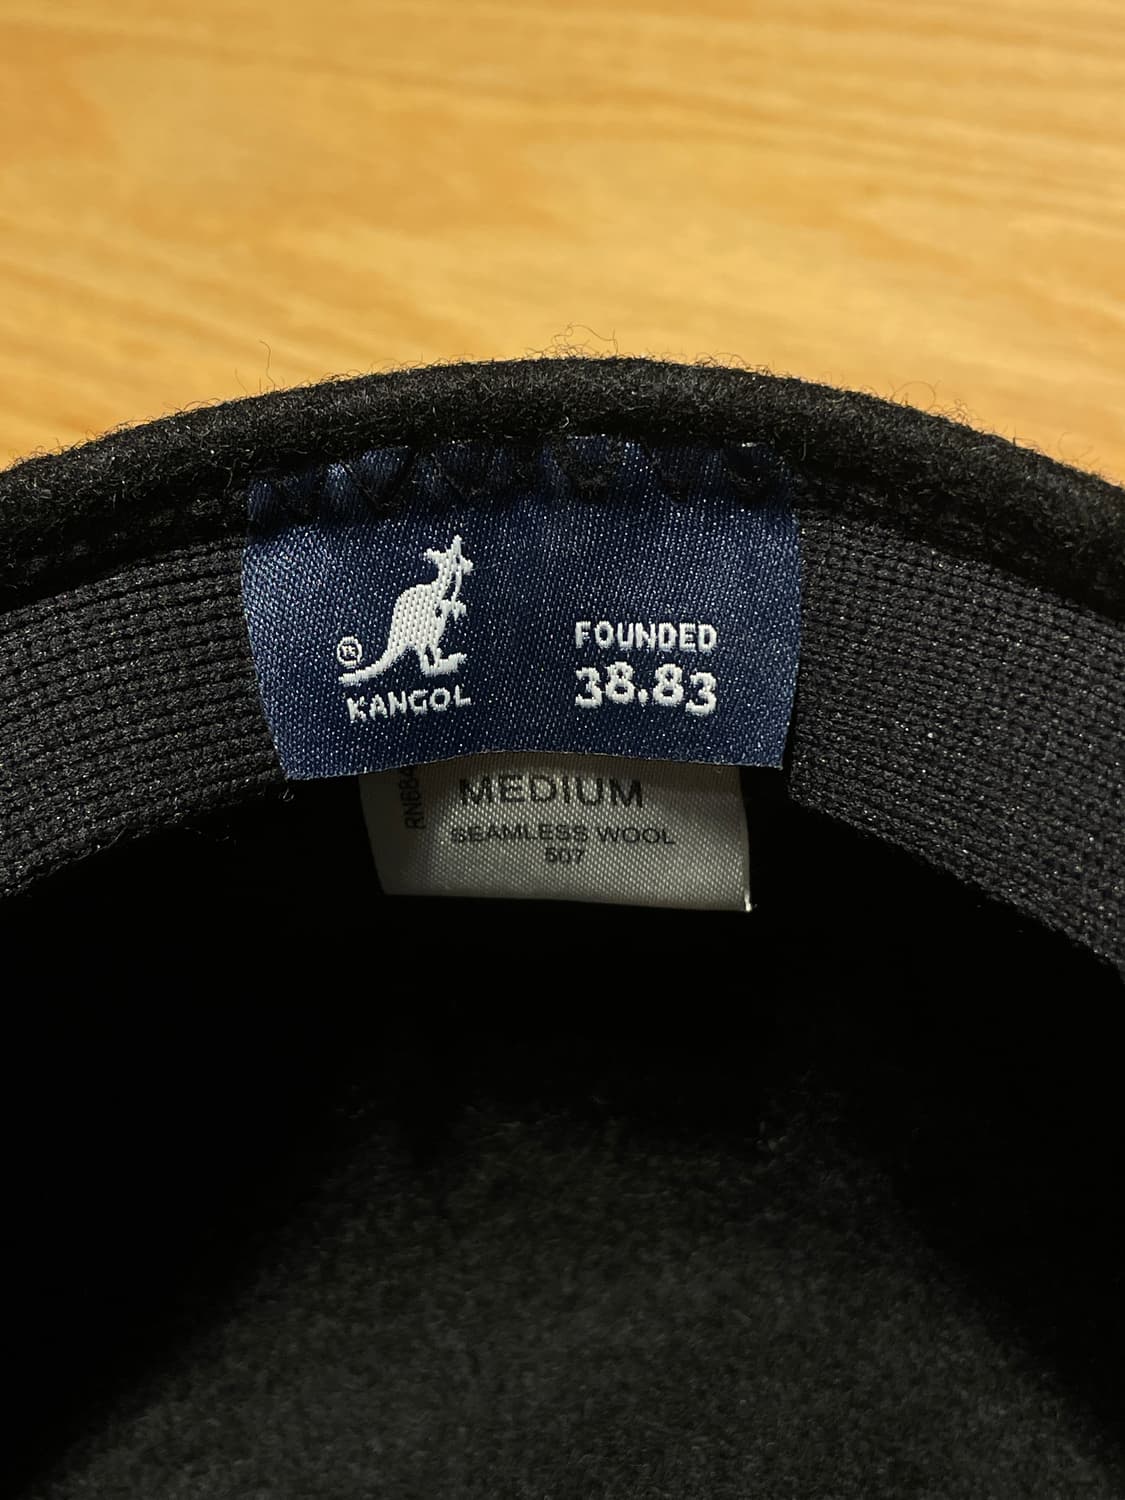 ®
KANGOL
FOUNDED
38.83
MEDIUM
SEAMLESS WOOL
507